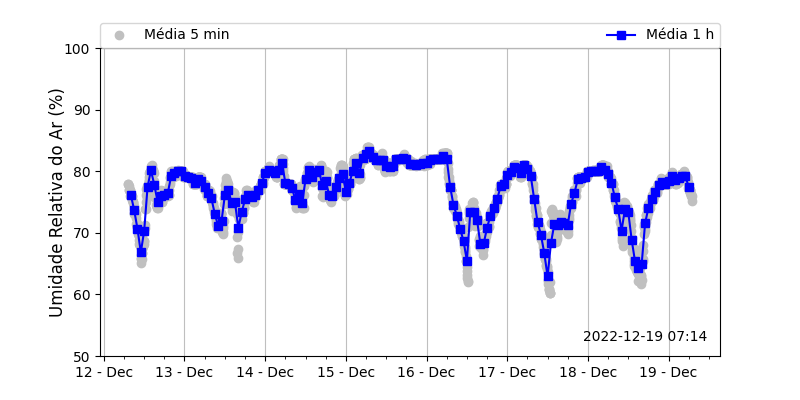 Média 5 min
Média 1 h
Umidade Relativa do Ar (%)
100
90
80
70
60
50
2022-12-19 07:14
12 - Dec
13 - Dec
14 - Dec
15 - Dec
16 - Dec
17 - Dec
18 - Dec
19 - Dec